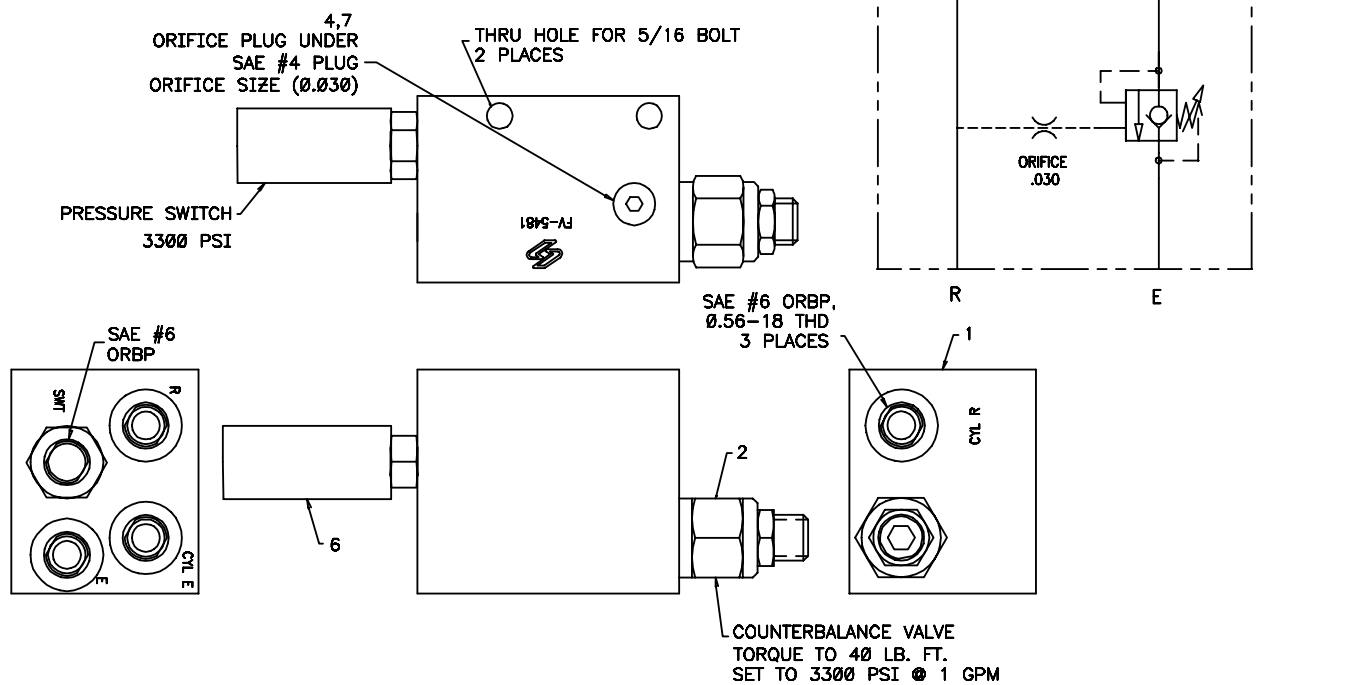 4,7
ORIFICE PLUG UNDER
SAE #4 PLUG
ORIFICE SIZE (0.030)
THRU HOLE FOR 5/16 BOLT
2 PLACES
PRESSURE SWITCH
3300 PSI
FV-5481
ORIFICE
.030
R
E
SAE #6 ORBP,
Ø.56-18 THD
3 PLACES
1
SAE #6
ORBP
SWT
R
E
CYL E
6
2
CYL R
COUNTERBALANCE VALVE
TORQUE TO 40 LB. FT.
SET TO 3300 PSI @ 1 GPM